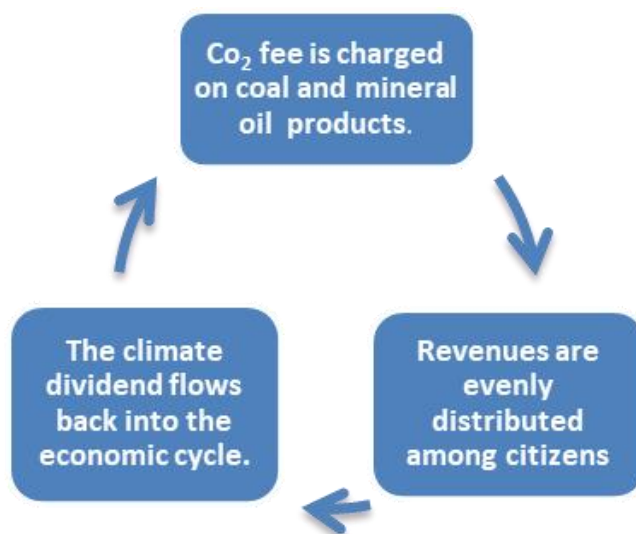 Co₂ fee is charged
on coal and mineral
oil products.
Revenues are
evenly
distributed
among citizens
The climate
dividend flows
back into the
economic cycle.